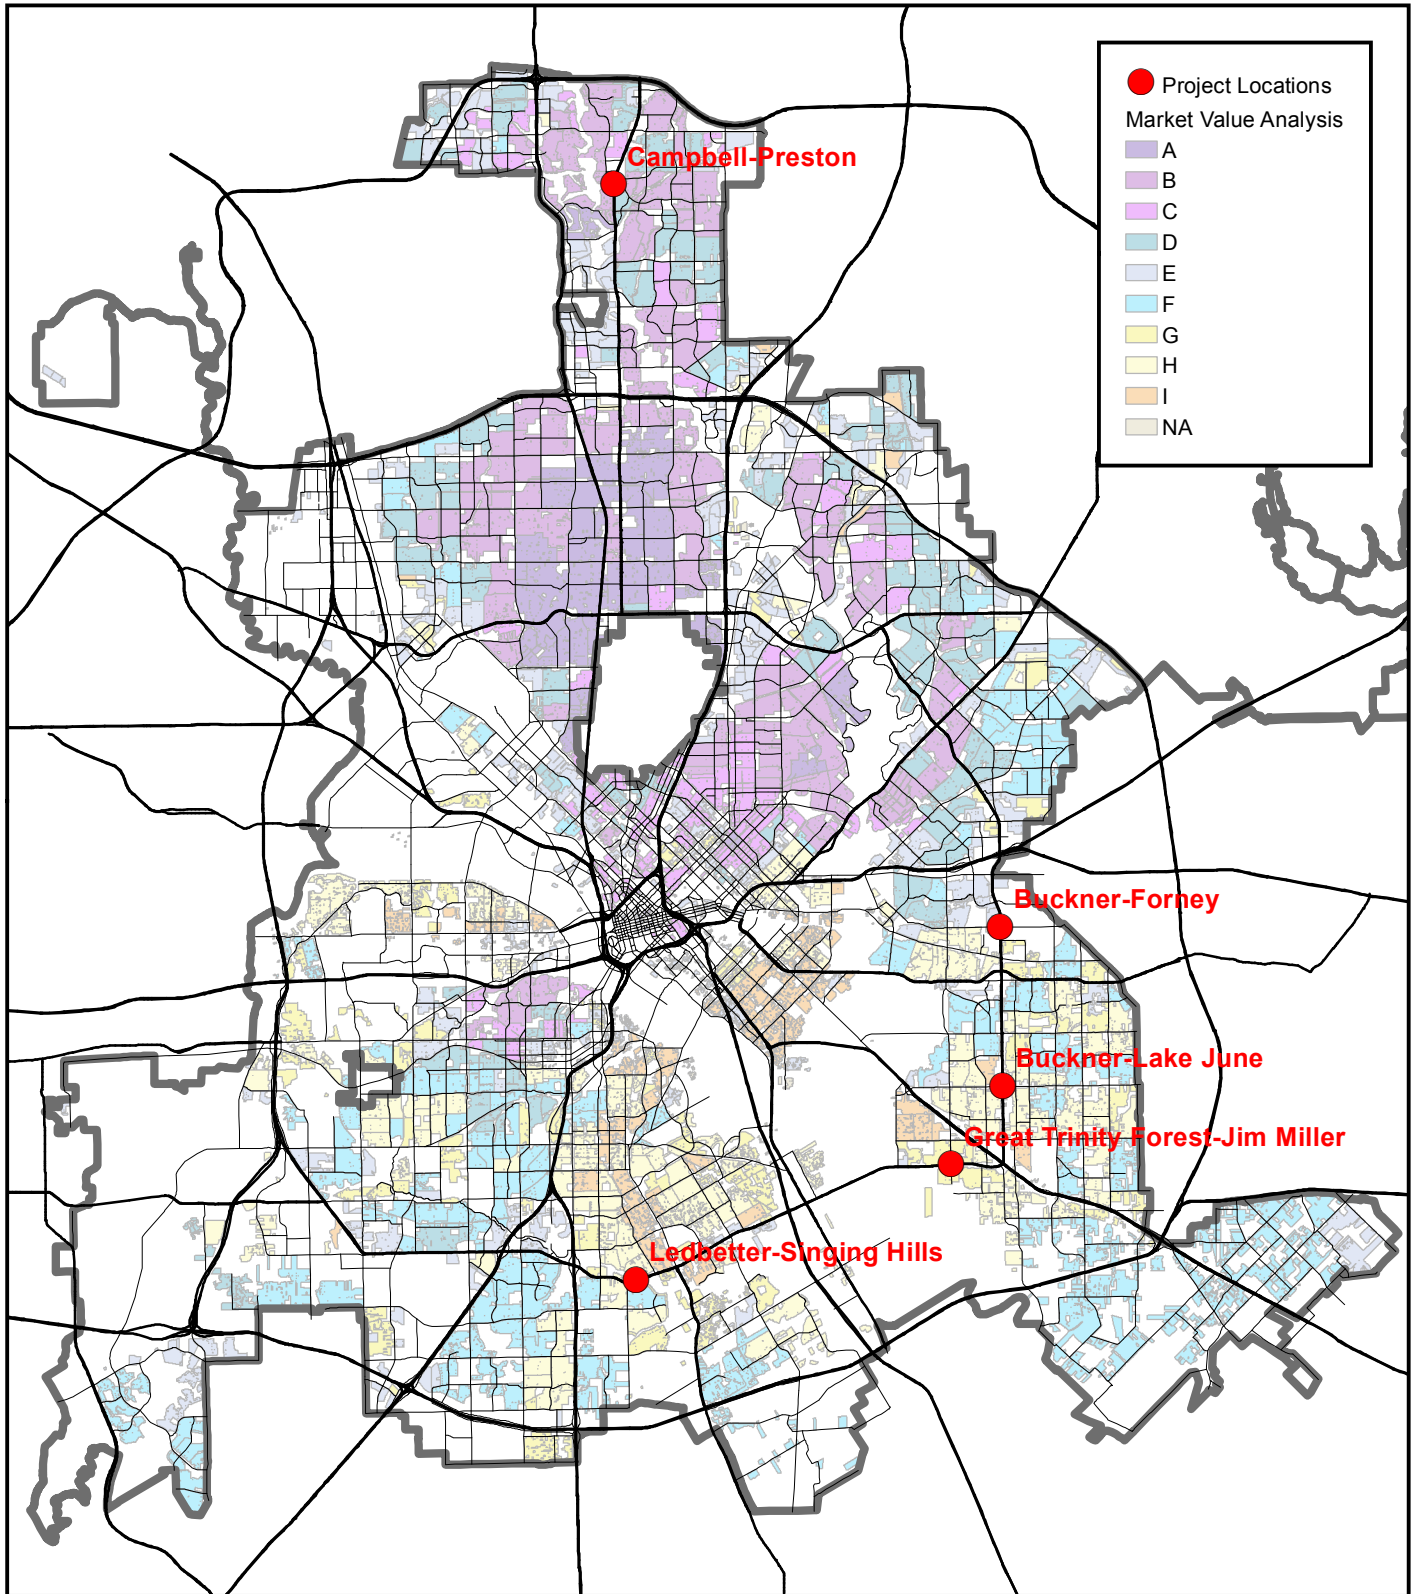 Project Locations
Market Value Analysis
A
B
C
D
E
F
G
H
I
NA
Campbell-Preston
Buckner-Forney
Buckner-Lake June
Great Trinity Forest-Jim Miller
Ledbetter-Singing Hills